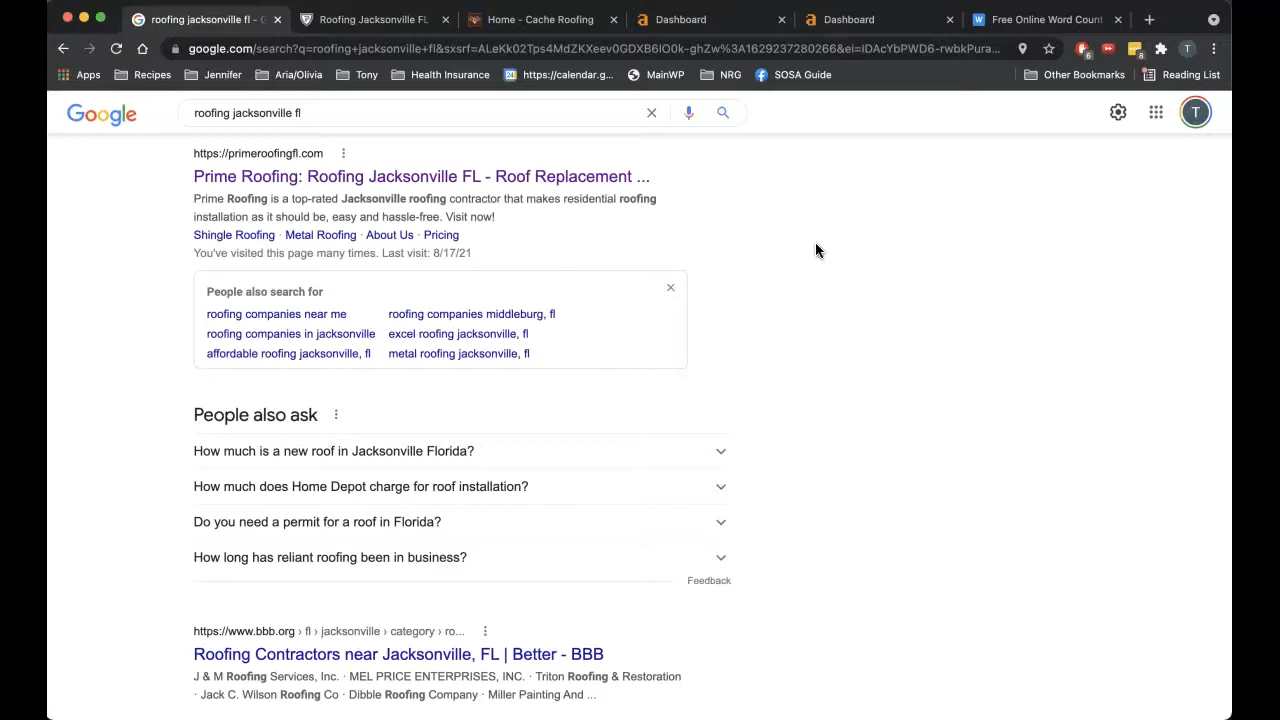 roofing jacksonville fl - G
Roofing Jacksonville FL
Home - Cache Roofing
Dashboard
Dashboard
Free Online Word Count
google.com/search?q=roofing+jacksonville+fl&sxsrf=ALeKk02Tps4MdZKXeev0GDXB6IO0k-ghZw%3A1629237280266&ei=IDAcYbPWD6-rwbkPura...
6
8
T
Apps
Recipes
Jennifer
Aria/Olivia
Tony
Health Insurance
24
https://calendar.g...
MainWP
NRG
SOSA Guide
Other Bookmarks
Reading List
Google
roofing jacksonville fl
T
https://primeroofingfl.com
Prime Roofing: Roofing Jacksonville FL - Roof Replacement ...
Prime Roofing is a top-rated Jacksonville roofing contractor that makes residential roofing
installation as it should be, easy and hassle-free. Visit now!
Shingle Roofing · Metal Roofing · About Us · Pricing
You've visited this page many times. Last visit: 8/17/21
People also search for
roofing companies near me
roofing companies middleburg, fl
roofing companies in jacksonville
excel roofing jacksonville, fl
affordable roofing jacksonville, fl
metal roofing jacksonville, fl
People also ask
How much is a new roof in Jacksonville Florida?
How much does Home Depot charge for roof installation?
Do you need a permit for a roof in Florida?
How long has reliant roofing been in business?
Feedback
https://www.bbb.org › fl › jacksonville › category › ro...
Roofing Contractors near Jacksonville, FL | Better - BBB
J & M Roofing Services, Inc. · MEL PRICE ENTERPRISES, INC. · Triton Roofing & Restoration
· Jack C. Wilson Roofing Co · Dibble Roofing Company · Miller Painting And ...